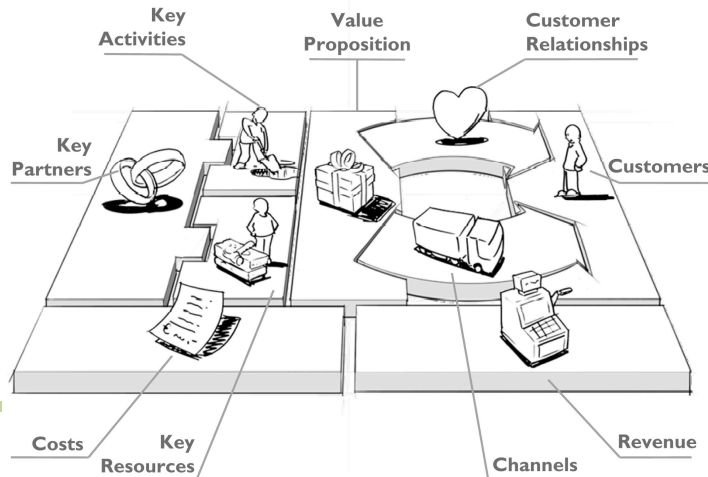 Key
Activities
Value
Proposition
Customer
Relationships
Key
Partners
Customers
Costs
Key
Resources
Channels
Revenue